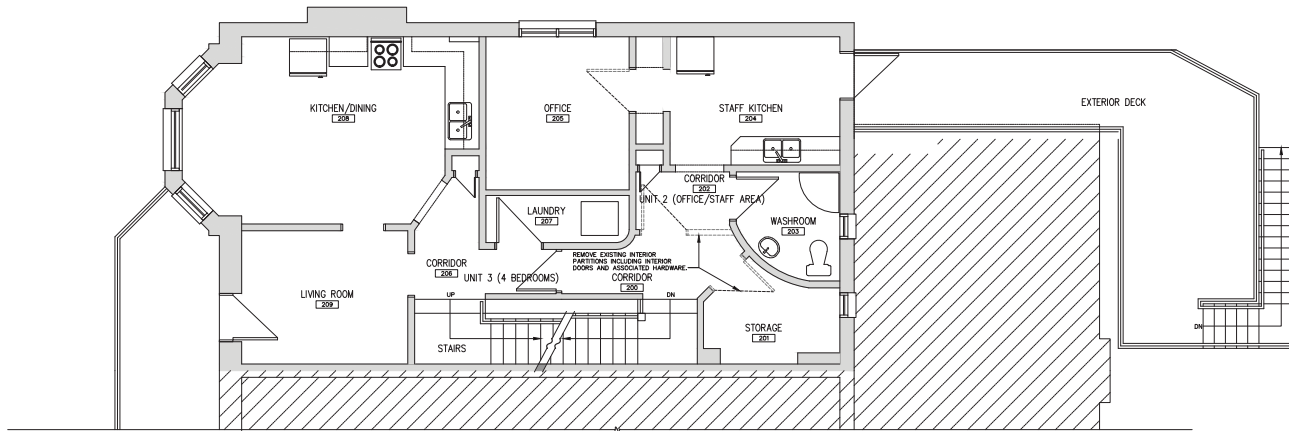 KITCHEN/DINING
208
OFFICE
205
STAFF KITCHEN
204
EXTERIOR DECK
CORRIDOR
202
UNIT 2 (OFFICE/STAFF AREA)
LAUNDRY
207
WASHROOM
203
REMOVE EXISTING INTERIOR
PARTITIONS INCLUDING INTERIOR
DOORS AND ASSOCIATED HARDWARE.
CORRIDOR
206
UNIT 3 (4 BEDROOMS)
CORRIDOR
200
LIVING ROOM
209
UP
DN
STORAGE
201
STAIRS
DN